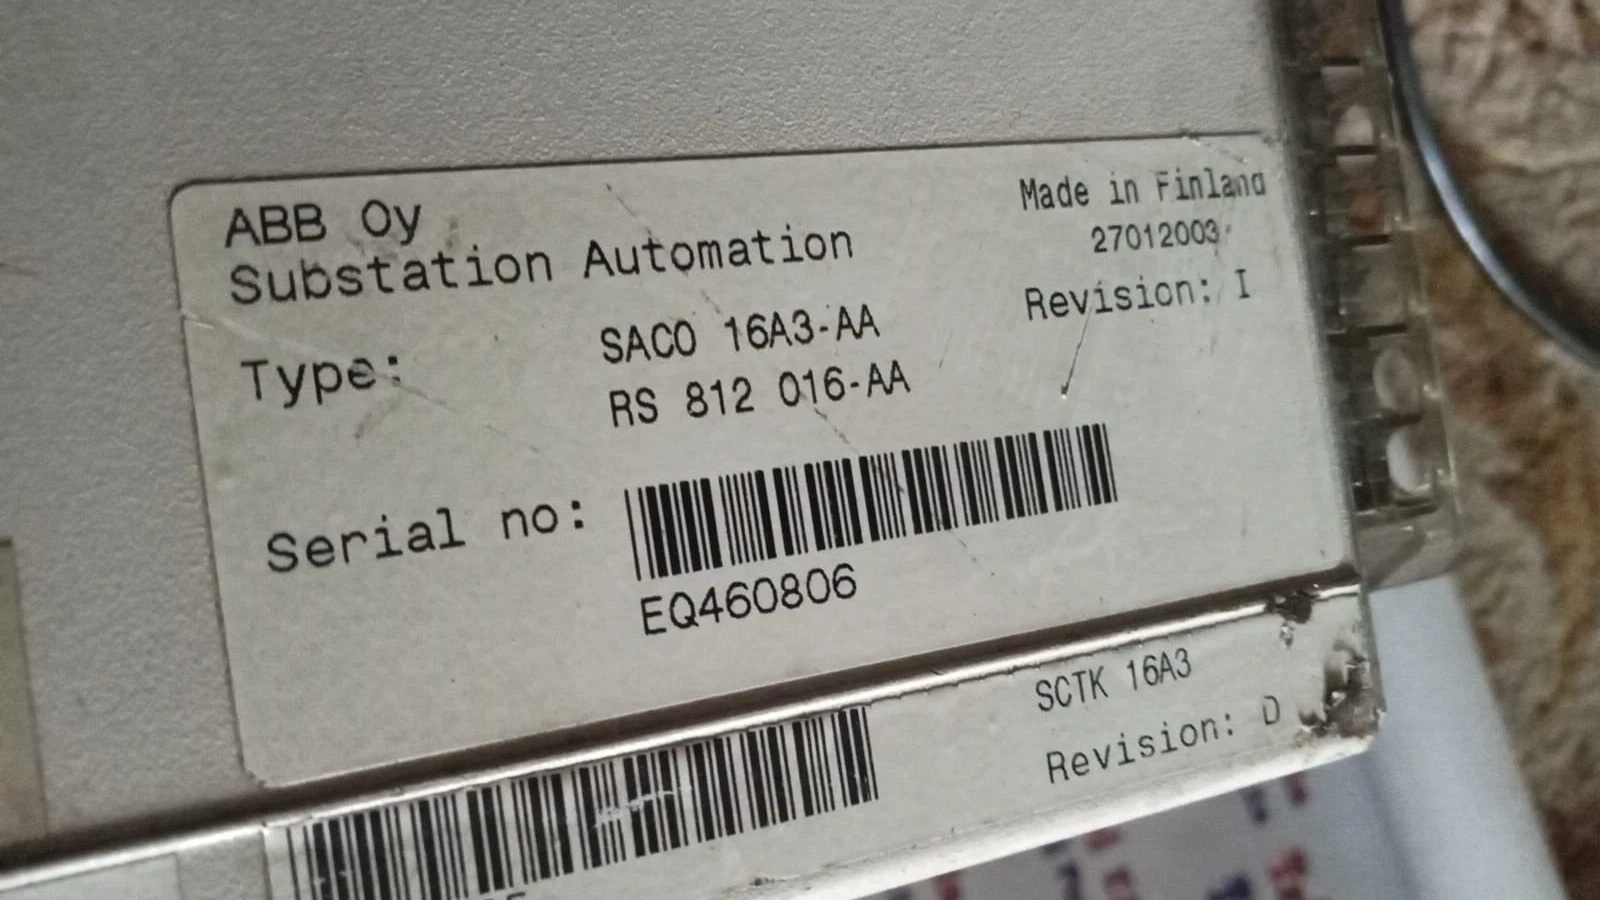 ABB Oy
Substation Automation
Made in Finland
27012003
Revision: I
Type:
SACO 16A3-AA
RS 812 016-AA
Serial no:
EQ460806
SCTK 16A3
Revision: D